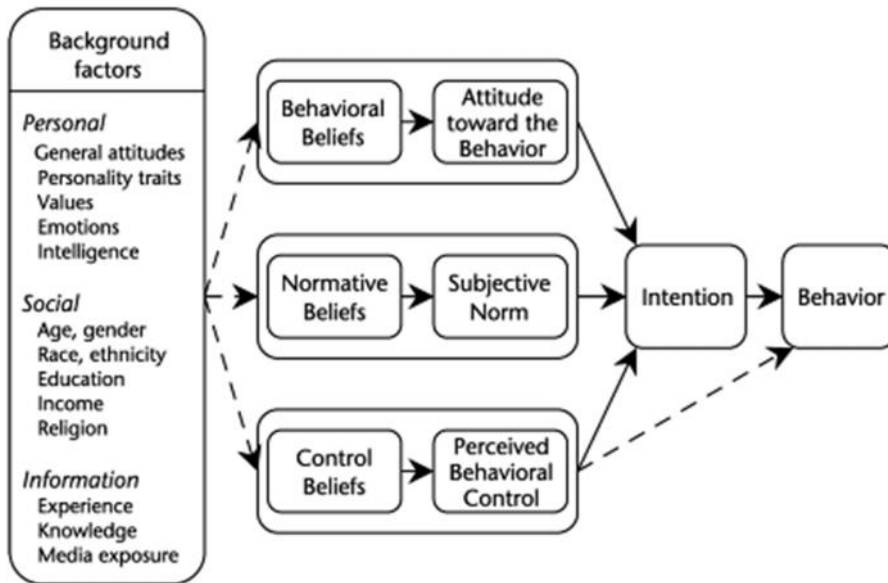 Background
factors
Personal
General attitudes
Personality traits
Values
Emotions
Intelligence
Social
Age, gender
Race, ethnicity
Education
Income
Religion
Information
Experience
Knowledge
Media exposure
Behavioral
Beliefs
Attitude
toward the
Behavior
Normative
Beliefs
Subjective
Norm
Control
Beliefs
Perceived
Behavioral
Control
Intention
Behavior